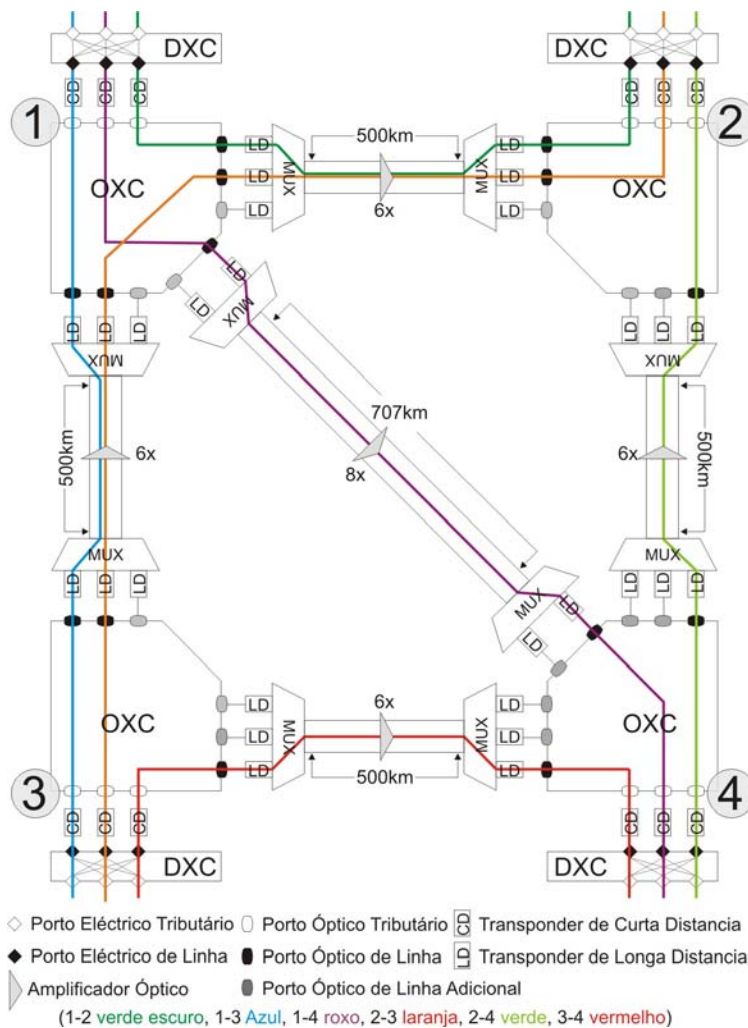 DXC
DXC
CD CD CD
CD CD CD
1
2
OXC
OXC
LD
LD
LD
MUX
500km
6x
MUX
LD
LD
LD
LD
LD
MUX
LD LD LD
MUX
LD LD LD
MUX
500km
6x
707km
8x
6x
500km
MUX
LD LD LD
MUX
LD LD LD
MUX
LD
LD
OXC
OXC
LD
LD
LD
MUX
6x
500km
MUX
LD
LD
LD
3
4
CD CD CD
CD CD CD
DXC
DXC
Porto Eléctrico Tributário Porto Óptico Tributário CD Transponder de Curta Distancia
Porto Eléctrico de Linha Porto Óptico de Linha LD Transponder de Longa Distancia
Amplificador Óptico Porto Óptico de Linha Adicional
(1-2 verde escuro, 1-3 Azul, 1-4 roxo, 2-3 laranja, 2-4 verde, 3-4 vermelho)